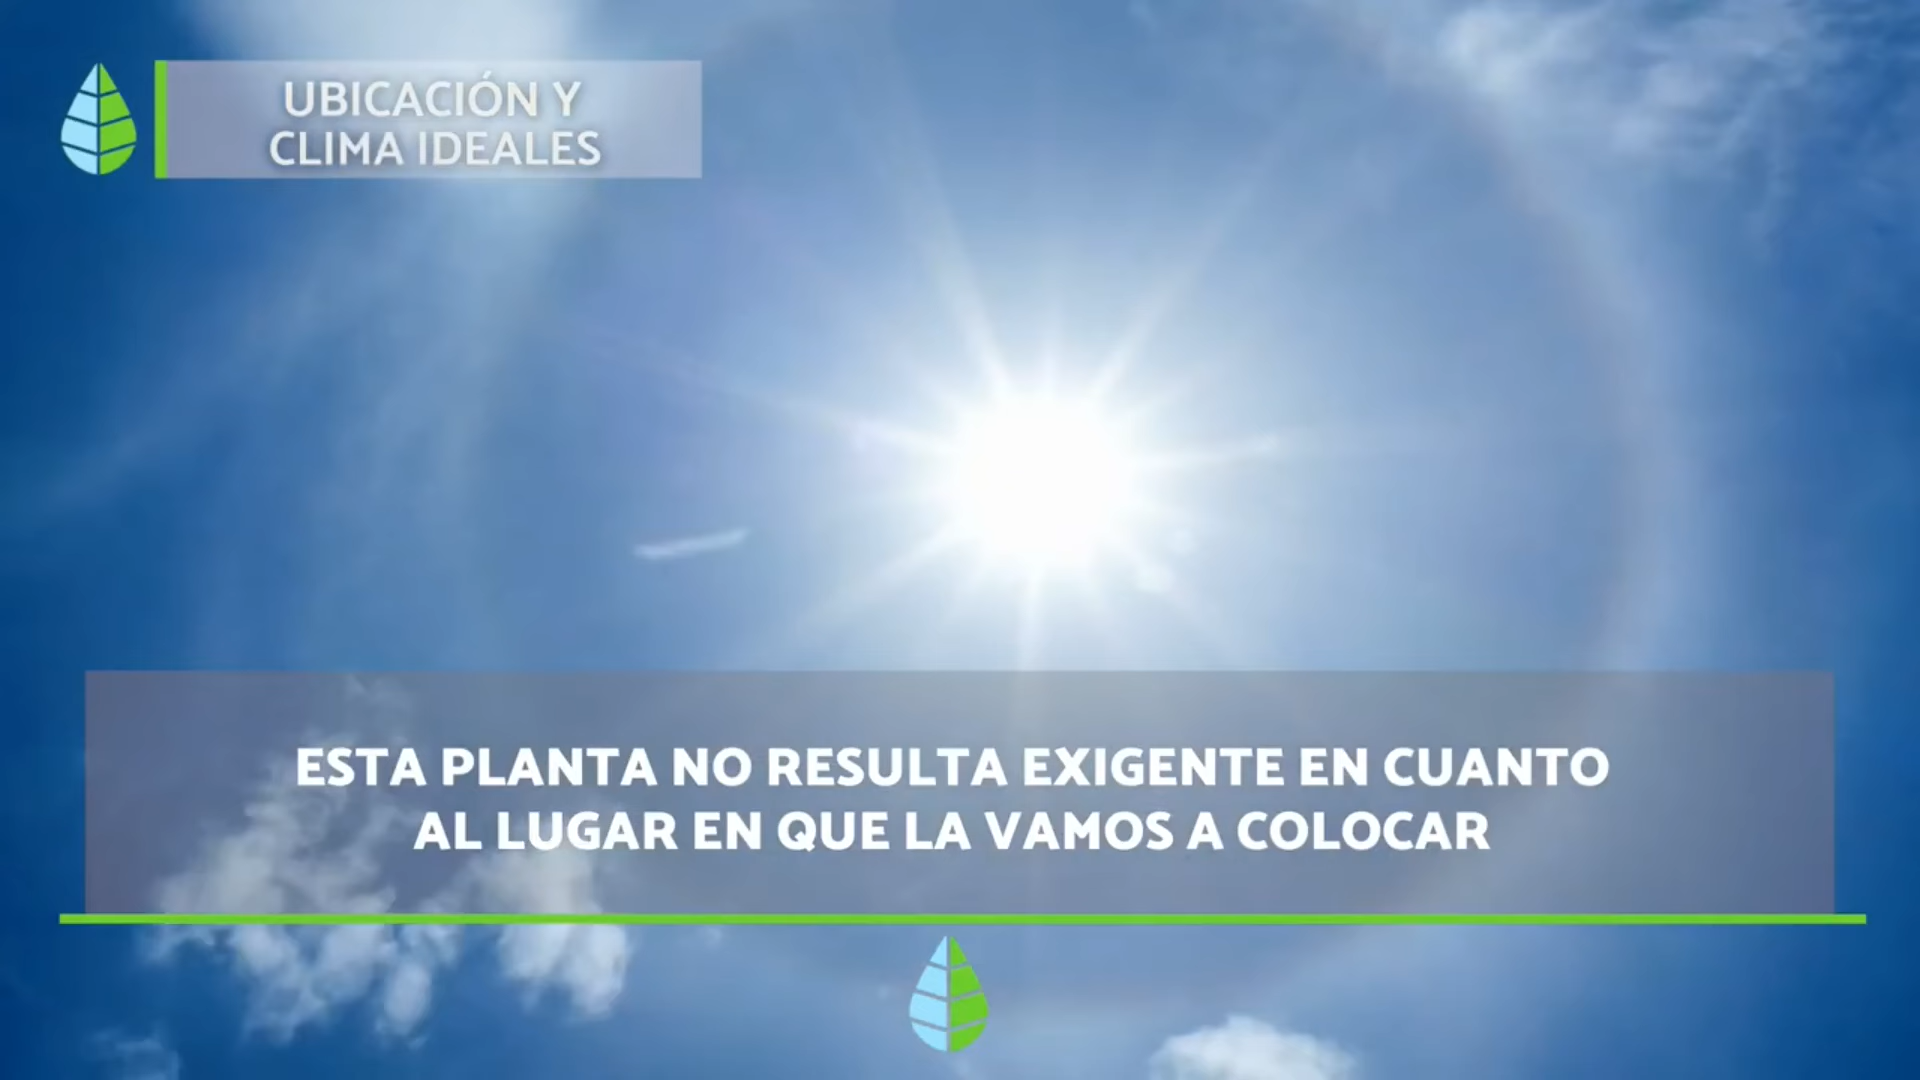 UBICACIÓN Y
CLIMA IDEALES
ESTA PLANTA NO RESULTA EXIGENTE EN CUANTO
AL LUGAR EN QUE LA VAMOS A COLOCAR